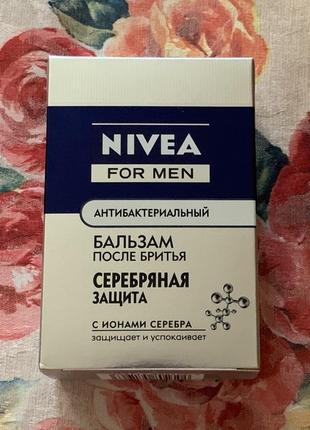 NIVEA
FOR MEN
АНТИБАКТЕРИАЛЬНЫЙ
БАЛЬЗАМ
ПОСЛЕ БРИТЬЯ
СЕРЕБРЯНАЯ
ЗАЩИТА
С ИОНАМИ СЕРЕБРА
защищает и успокаивает